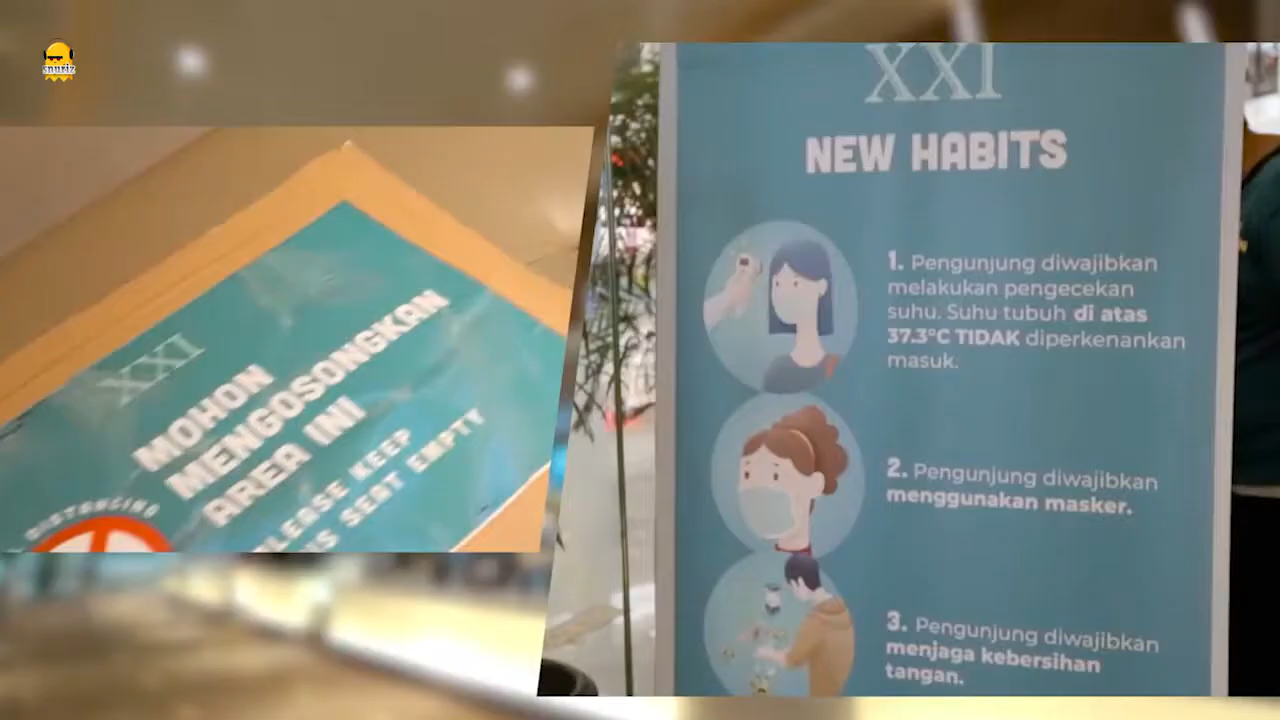 snuriz
XXI
MOHON
MENGOSONGKAN
AREA INI
PLEASE KEEP
SEAT EMPTY
DISTANCING
XXI
NEW HABITS
1. Pengunjung diwajibkan
melakukan pengecekan
suhu. Suhu tubuh di atas
37.3°C TIDAK diperkenankan
masuk.
2. Pengunjung diwajibkan
menggunakan masker.
3. Pengunjung diwajibkan
menjaga kebersihan
tangan.